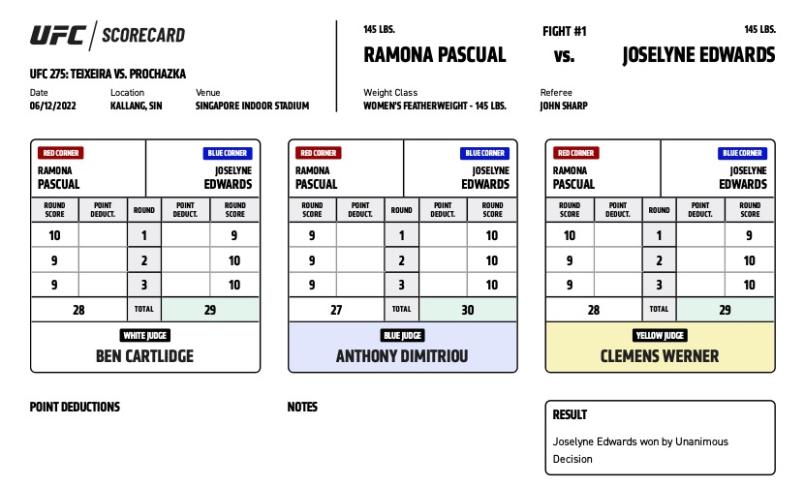 UFC / SCORECARD
UFC 275: TEIXEIRA VS. PROCHAZKA
Date Location Venue
06/12/2022 KALLANG, SIN SINGAPORE INDOOR STADIUM
145 LBS. FIGHT #1 145 LBS.
RAMONA PASCUAL VS. JOSELYNE EDWARDS
Weight Class Referee
WOMEN'S FEATHERWEIGHT - 145 LBS. JOHN SHARP
RED CORNER BLUE CORNER
RAMONA JOSELYNE
PASCUAL EDWARDS
ROUND SCORE POINT DEDUCT. ROUND POINT DEDUCT. ROUND SCORE
10 1 9
9 2 10
9 3 10
28 TOTAL 29
WHITE JUDGE
BEN CARTLIDGE
RED CORNER BLUE CORNER
RAMONA JOSELYNE
PASCUAL EDWARDS
ROUND SCORE POINT DEDUCT. ROUND POINT DEDUCT. ROUND SCORE
9 1 10
9 2 10
9 3 10
27 TOTAL 30
BLUE JUDGE
ANTHONY DIMITRIOU
RED CORNER BLUE CORNER
RAMONA JOSELYNE
PASCUAL EDWARDS
ROUND SCORE POINT DEDUCT. ROUND POINT DEDUCT. ROUND SCORE
10 1 9
9 2 10
9 3 10
28 TOTAL 29
YELLOW JUDGE
CLEMENS WERNER
POINT DEDUCTIONS
NOTES
RESULT
Joselyne Edwards won by Unanimous
Decision